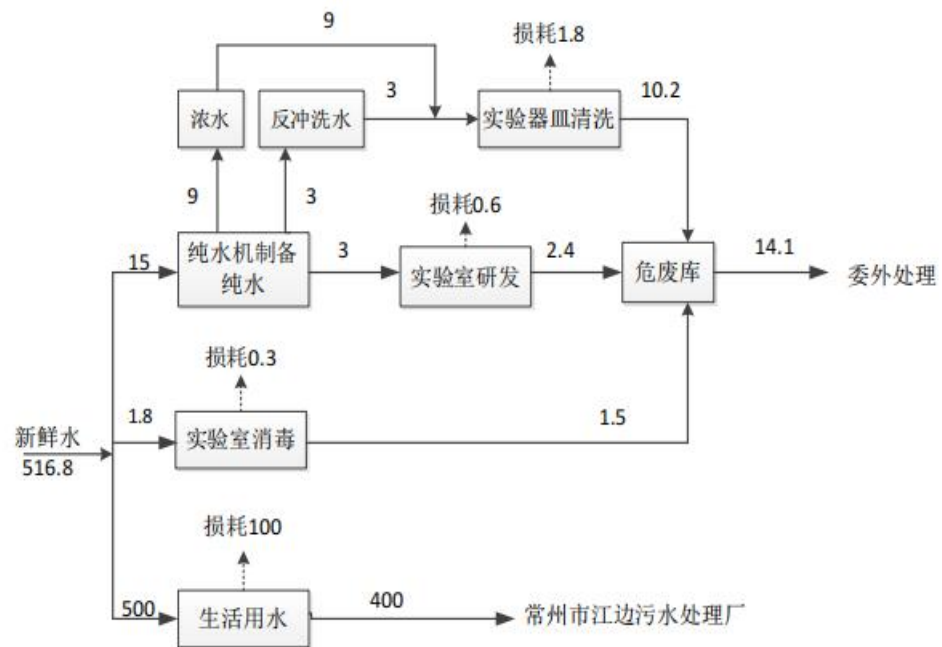 9
损耗1.8
浓水
反冲洗水
3
实验器皿清洗
10.2
9
3
损耗0.6
15
纯水机制备
纯水
3
实验室研发
2.4
危废库
14.1
委外处理
损耗0.3
1.8
实验室消毒
1.5
新鲜水
516.8
损耗100
500
生活用水
400
常州市江边污水处理厂